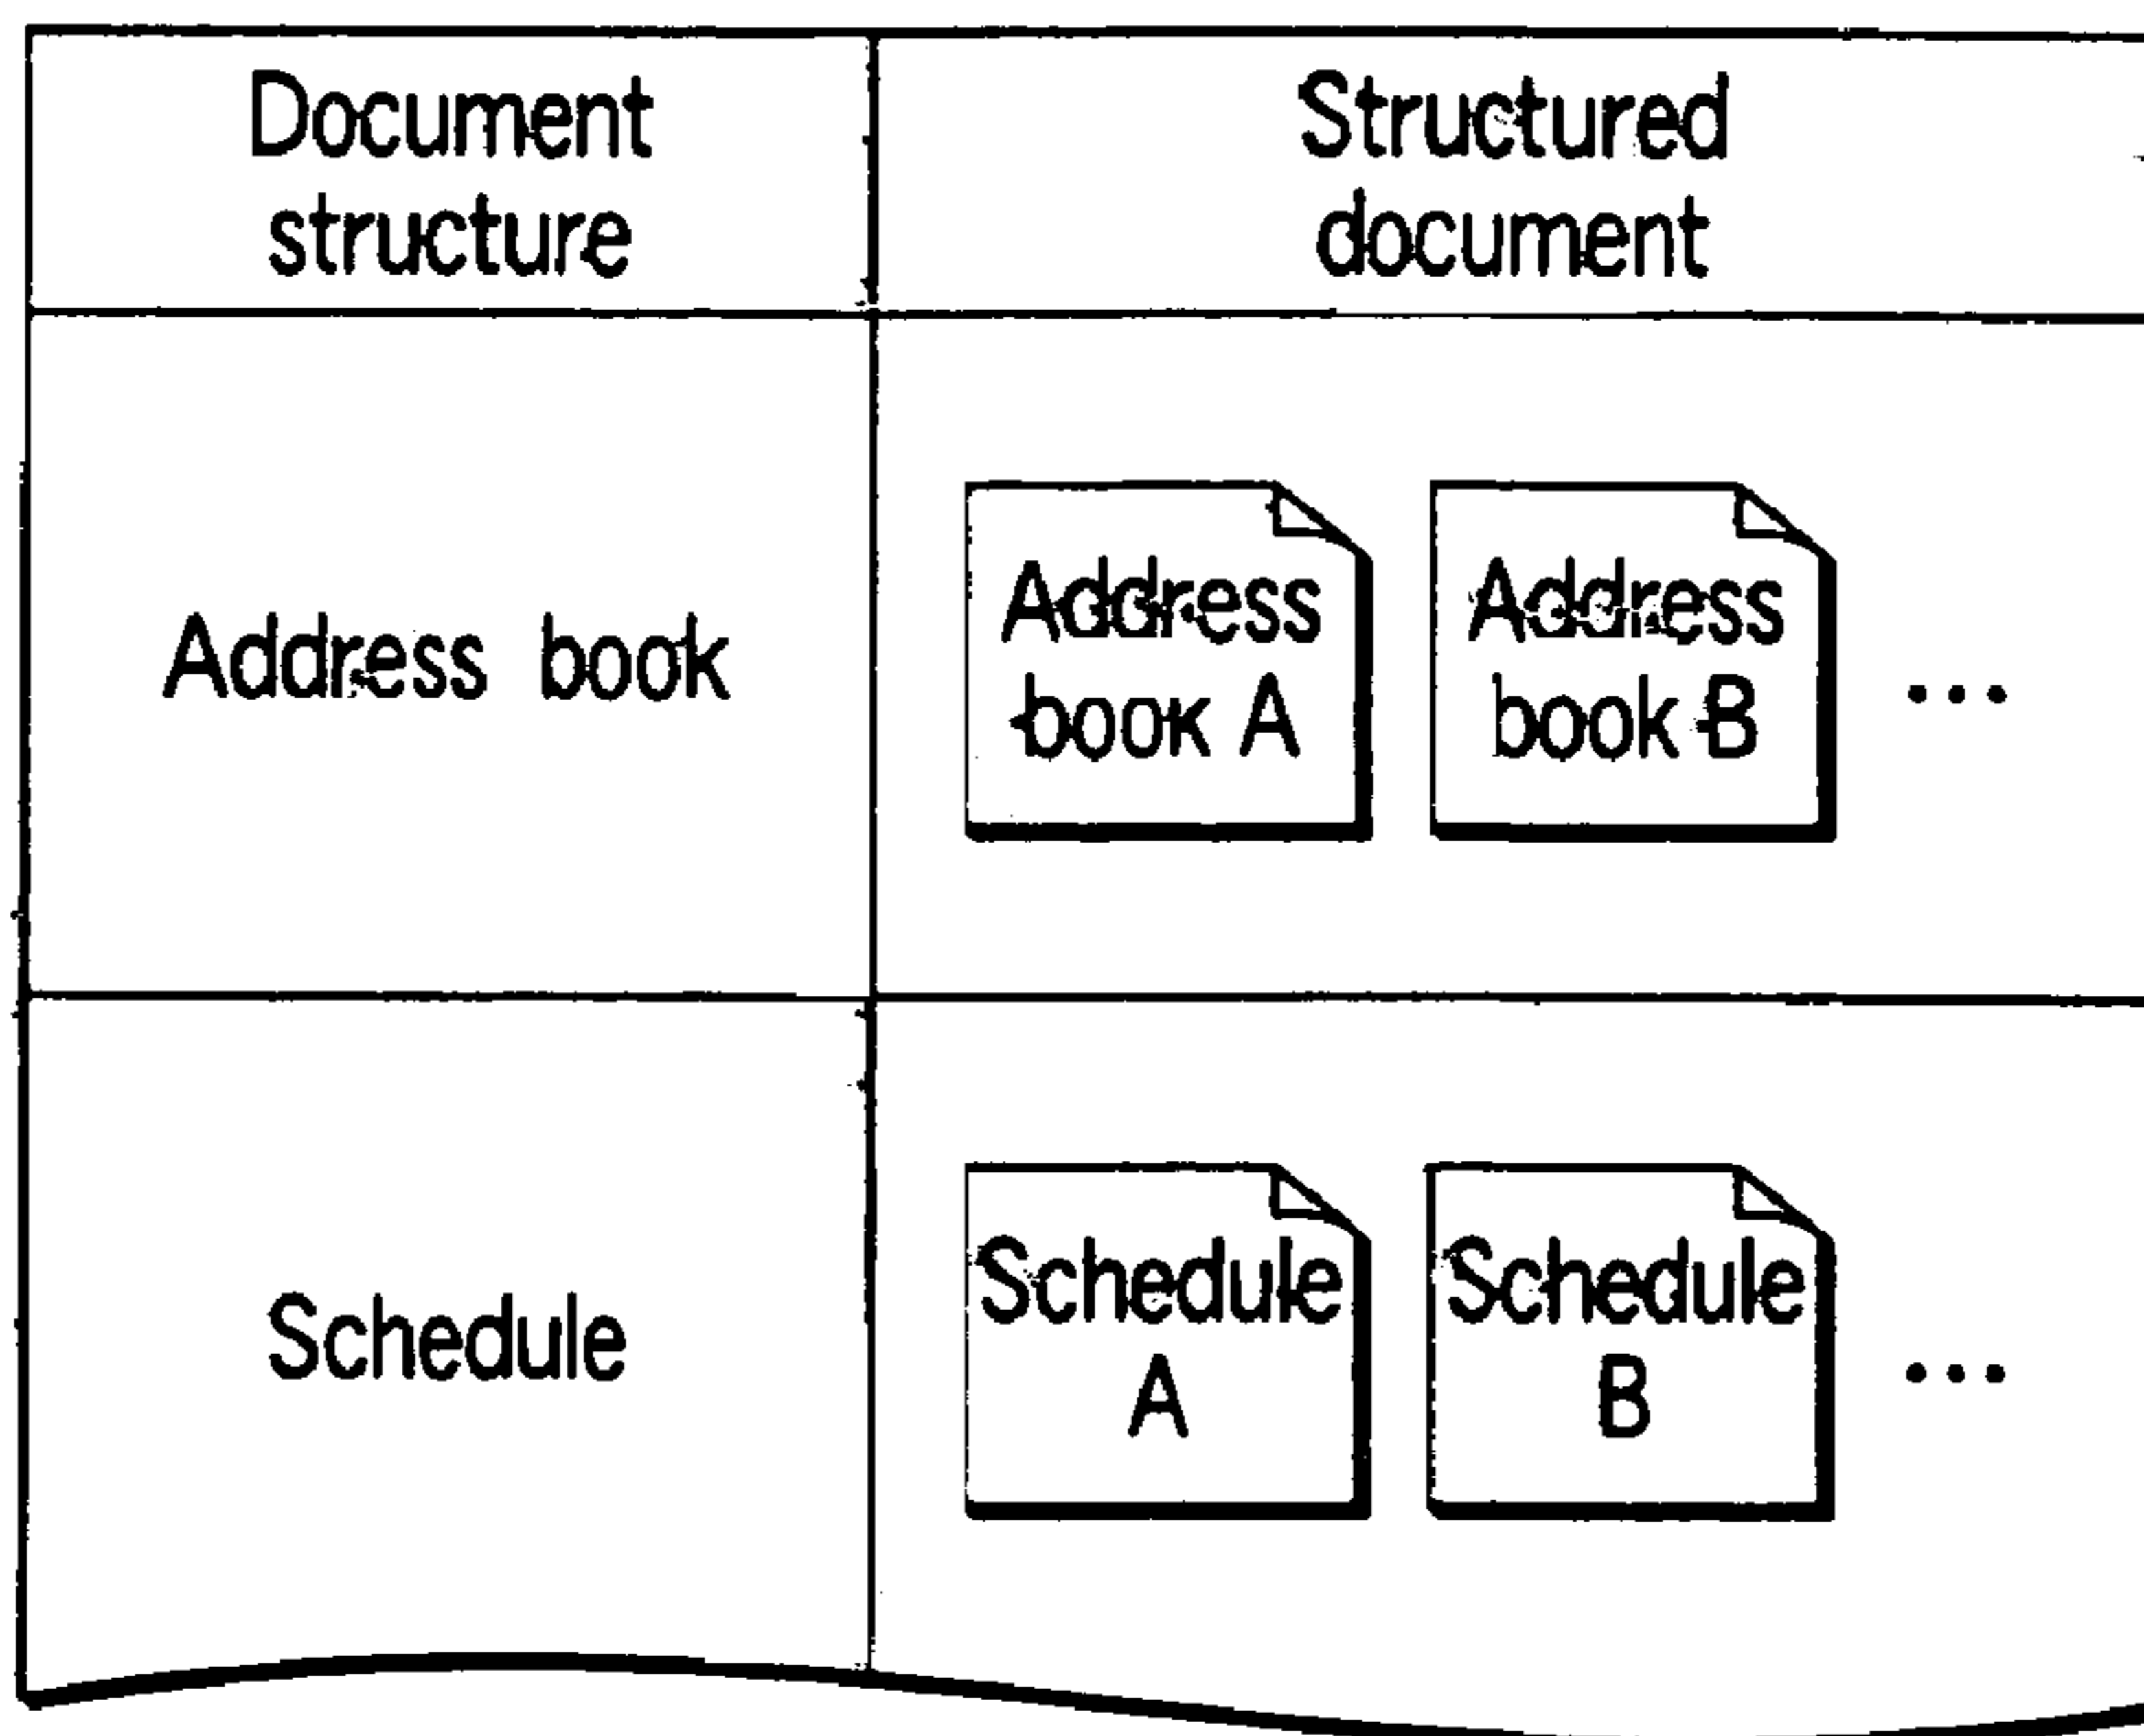 Document
structure
Structured
document
Address book
Address
book A
Address
book B
...
Schedule
Schedule
A
Schedule
B
...